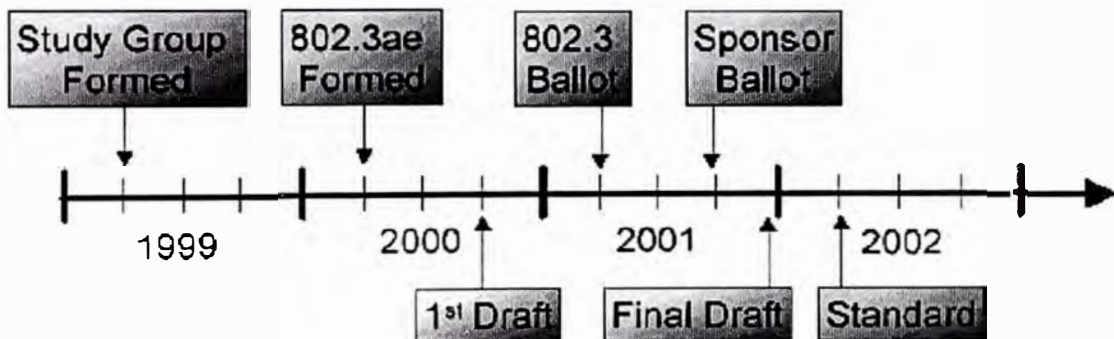 Study Group
Formed
802.3ae
Formed
802.3
Ballot
Sponsor
Ballot
1999
2000
2001
2002
1st Draft
Final Draft
Standard